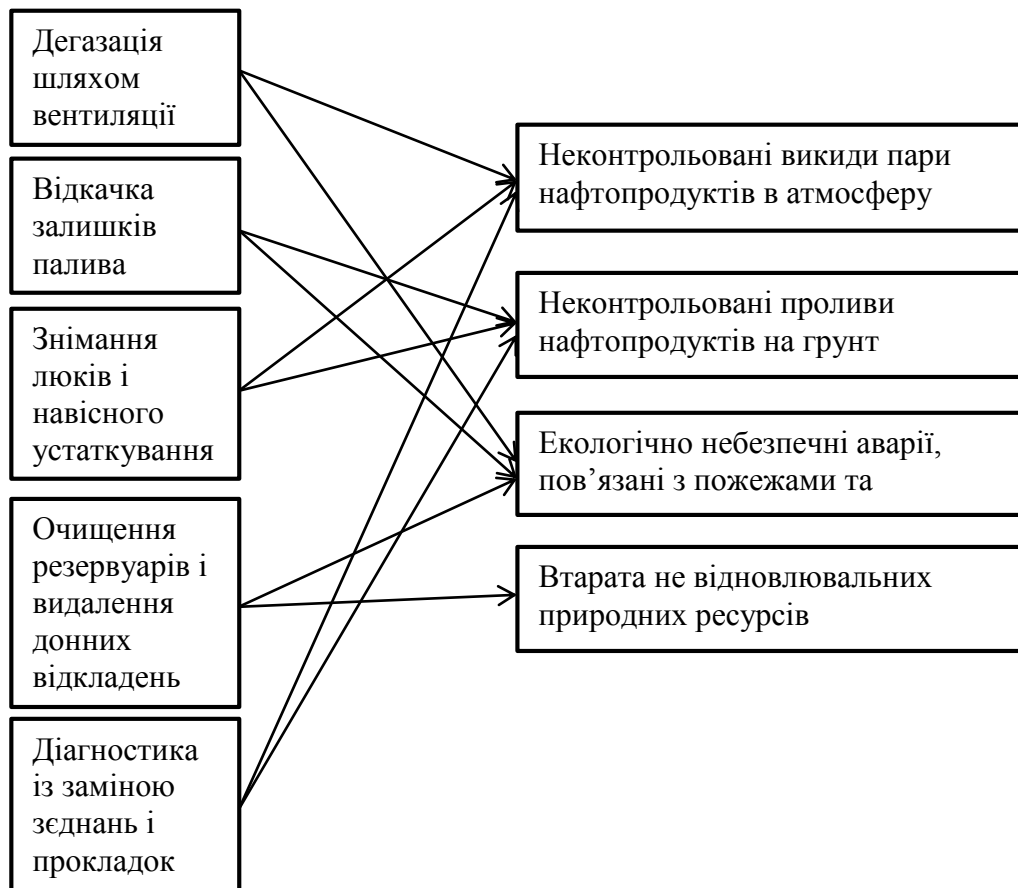 Дегазація
шляхом
вентиляції
Відкачка
залишків
палива
Знімання
люків і
навісного
устаткування
Очищення
резервуарів і
видалення
донних
відкладень
Діагностика
із заміною
зєднань і
прокладок
Неконтрольовані викиди пари
нафтопродуктів в атмосферу
Неконтрольовані проливи
нафтопродуктів на грунт
Екологічно небезпечні аварії,
пов’язані з пожежами та
Втарата не відновлювальних
природних ресурсів